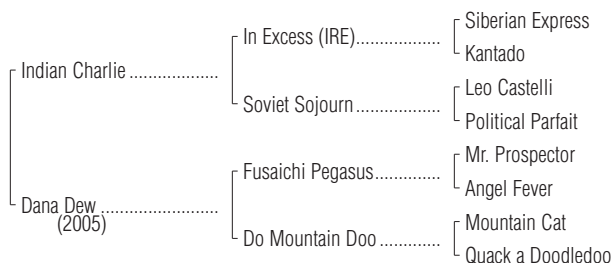 Siberian Express
In Excess (IRE)..................
Kantado
Indian Charlie ...................
Leo Castelli
Soviet Sojourn..................
Political Parfait
Mr. Prospector
Fusaichi Pegasus.............
Angel Fever
Dana Dew .........................
(2005)
Mountain Cat
Do Mountain Doo .............
Quack a Doodledoo